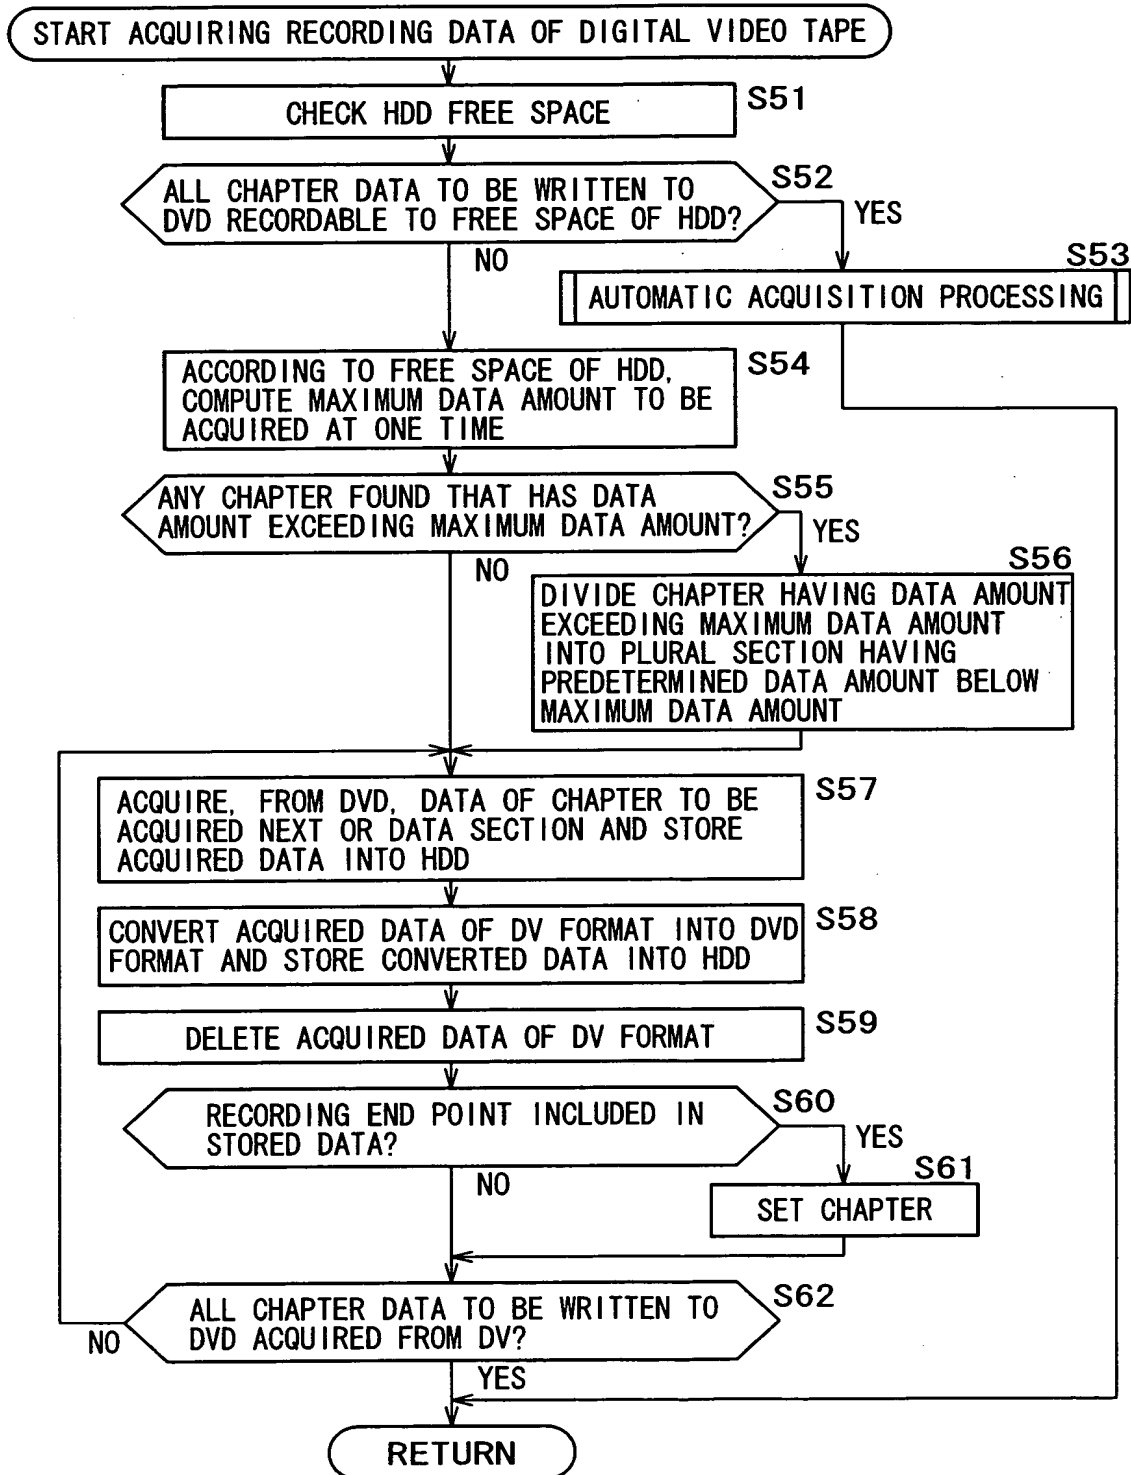 START ACQUIRING RECORDING DATA OF DIGITAL VIDEO TAPE
S51
CHECK HDD FREE SPACE
S52
ALL CHAPTER DATA TO BE WRITTEN TO
DVD RECORDABLE TO FREE SPACE OF HDD?
YES
NO
S53
AUTOMATIC ACQUISITION PROCESSING
S54
ACCORDING TO FREE SPACE OF HDD,
COMPUTE MAXIMUM DATA AMOUNT TO BE
ACQUIRED AT ONE TIME
S55
ANY CHAPTER FOUND THAT HAS DATA
AMOUNT EXCEEDING MAXIMUM DATA AMOUNT?
YES
NO
S56
DIVIDE CHAPTER HAVING DATA AMOUNT
EXCEEDING MAXIMUM DATA AMOUNT
INTO PLURAL SECTION HAVING
PREDETERMINED DATA AMOUNT BELOW
MAXIMUM DATA AMOUNT
S57
ACQUIRE, FROM DVD, DATA OF CHAPTER TO BE
ACQUIRED NEXT OR DATA SECTION AND STORE
ACQUIRED DATA INTO HDD
S58
CONVERT ACQUIRED DATA OF DV FORMAT INTO DVD
FORMAT AND STORE CONVERTED DATA INTO HDD
S59
DELETE ACQUIRED DATA OF DV FORMAT
S60
RECORDING END POINT INCLUDED IN
STORED DATA?
YES
NO
S61
SET CHAPTER
S62
ALL CHAPTER DATA TO BE WRITTEN TO
DVD ACQUIRED FROM DV?
NO
YES
RETURN